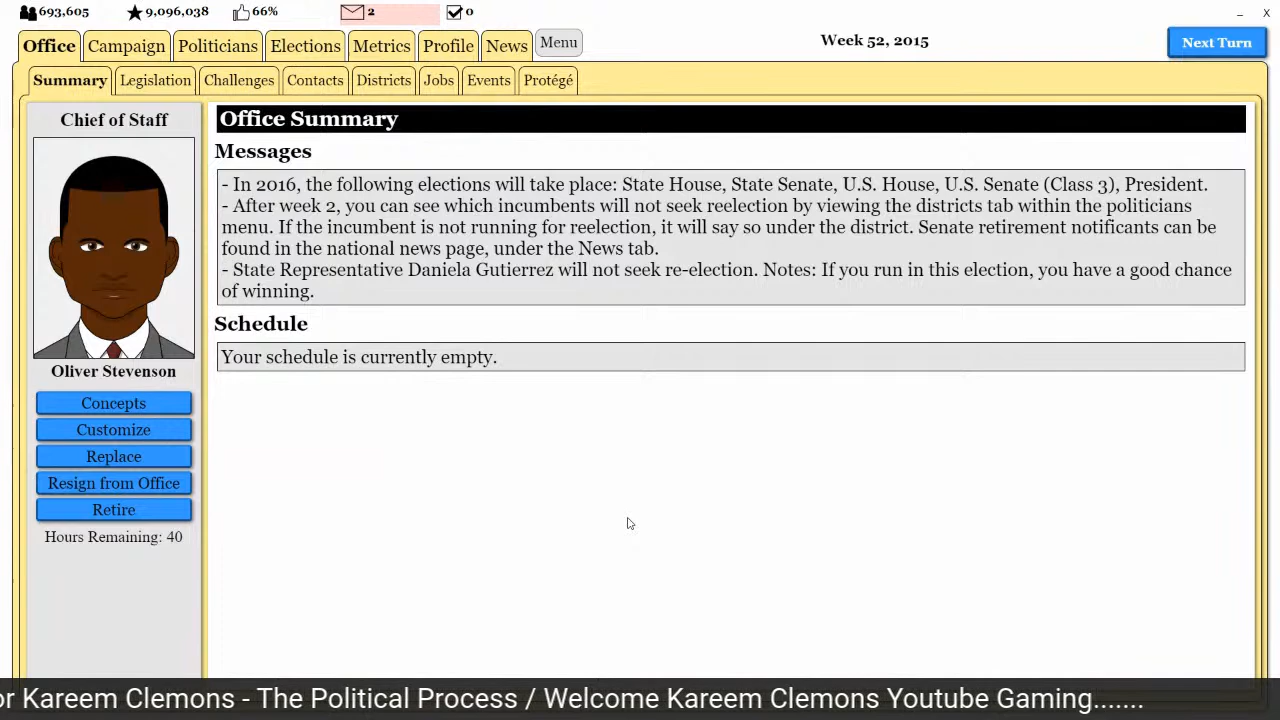 693,605 9,096,038 66% 2 0
_ X
Office Campaign Politicians Elections Metrics Profile News Menu Week 52, 2015 Next Turn
Summary Legislation Challenges Contacts Districts Jobs Events Protégé
Chief of Staff
Oliver Stevenson
Concepts
Customize
Replace
Resign from Office
Retire
Hours Remaining: 40
Office Summary
Messages
- In 2016, the following elections will take place: State House, State Senate, U.S. House, U.S. Senate (Class 3), President.
- After week 2, you can see which incumbents will not seek reelection by viewing the districts tab within the politicians
menu. If the incumbent is not running for reelection, it will say so under the district. Senate retirement notificants can be
found in the national news page, under the News tab.
- State Representative Daniela Gutierrez will not seek re-election. Notes: If you run in this election, you have a good chance
of winning.
Schedule
Your schedule is currently empty.
or Kareem Clemons - The Political Process / Welcome Kareem Clemons Youtube Gaming.......